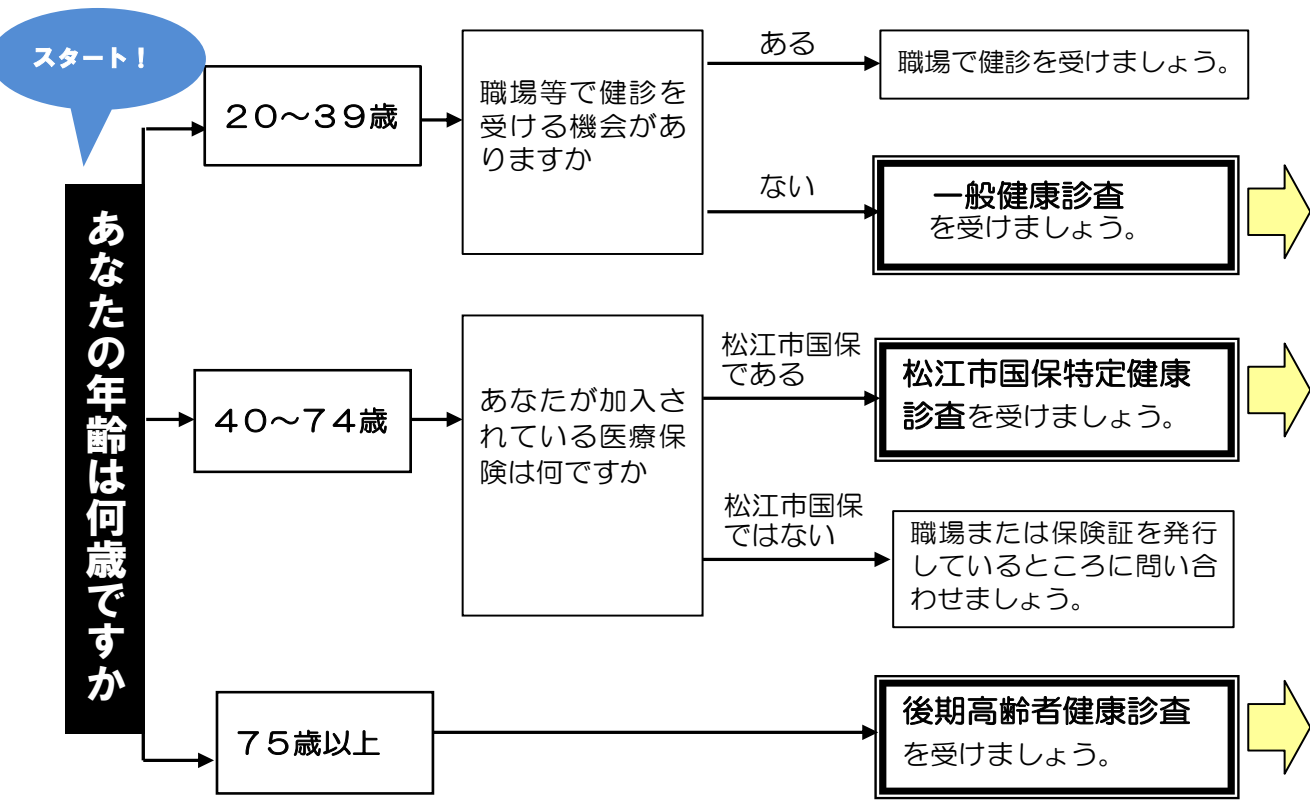 スタート！
あなたの年齢は何歳ですか
２０～３９歳
職場等で健診を
受ける機会があ
りますか
ある
職場で健診を受けましょう。
ない
一般健康診査
を受けましょう。
４０～７４歳
あなたが加入さ
れている医療保
険は何ですか
松江市国保
である
松江市国保特定健康
診査を受けましょう。
松江市国保
ではない
職場または保険証を発行
しているところに問い合
わせましょう。
７５歳以上
後期高齢者健康診査
を受けましょう。